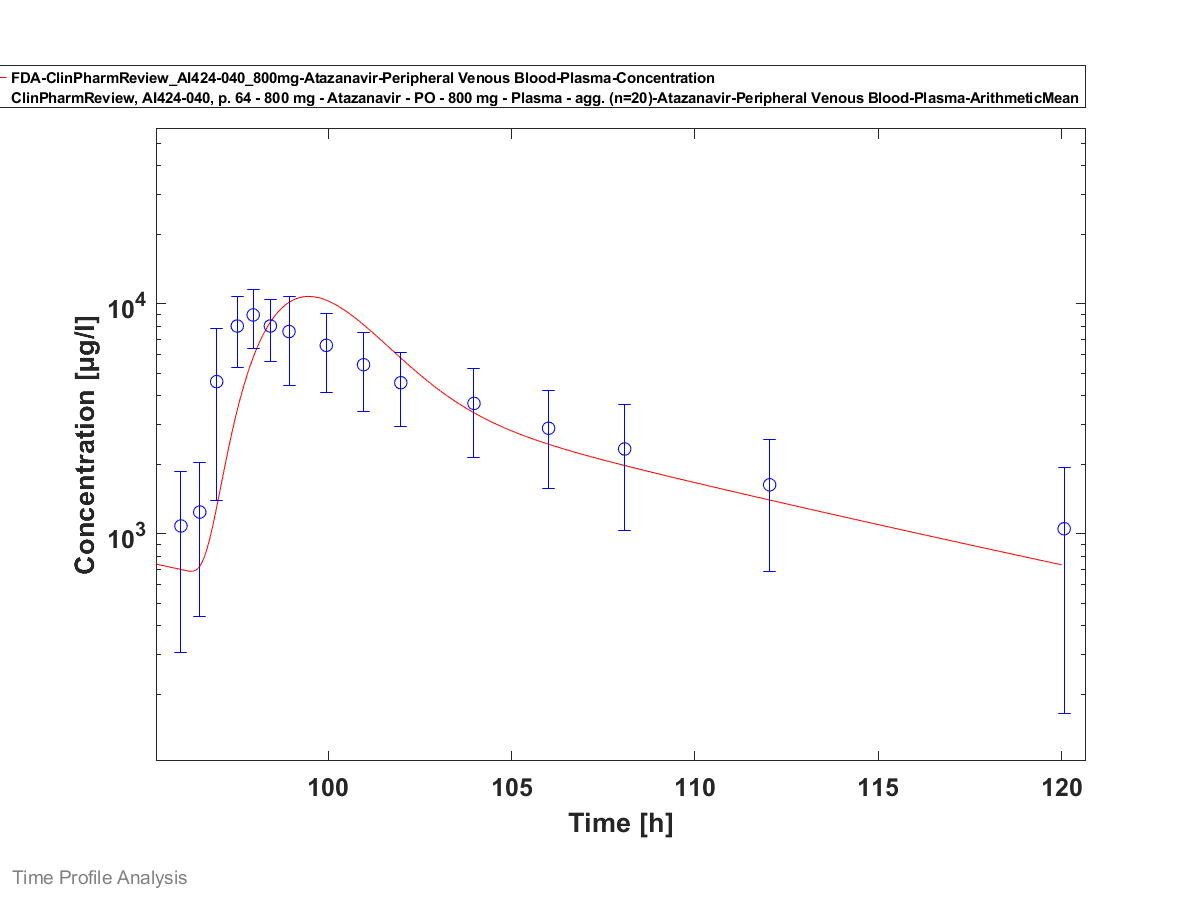 FDA-ClinPharmReview_AI424-040_800mg-Atazanavir-Peripheral Venous Blood-Plasma-Concentration
ClinPharmReview, AI424-040, p. 64 - 800 mg - Atazanavir - PO - 800 mg - Plasma - agg. (n=20)-Atazanavir-Peripheral Venous Blood-Plasma-ArithmeticMean
10^4
10^3
Concentration [µg/l]
100 105 110 115 120
Time [h]
Time Profile Analysis